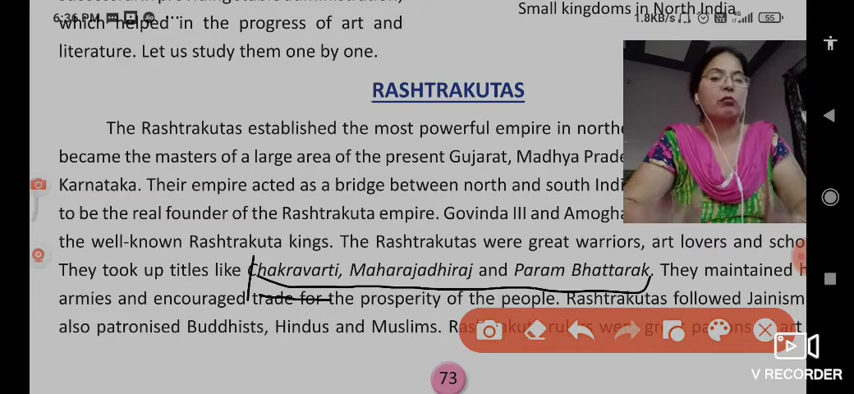 6:36 PM ...
1.8KB/s 55
which helped in the progress of art and
Small kingdoms in North India
literature. Let us study them one by one.
RASHTRAKUTAS
The Rashtrakutas established the most powerful empire in
became the masters of a large area of the present Gujarat, Madhya
Karnataka. Their empire acted as a bridge between north and south
to be the real founder of the Rashtrakuta empire. Govinda III and
the well-known Rashtrakuta kings. The Rashtrakutas were great warriors, art lovers and
They took up titles like Chakravarti, Maharajadhiraj and Param Bhattarak. They maintained
armies and encouraged trade for the prosperity of the people. Rashtrakutas followed Jainism
also patronised Buddhists, Hindus and Muslims.
73
V RECORDER